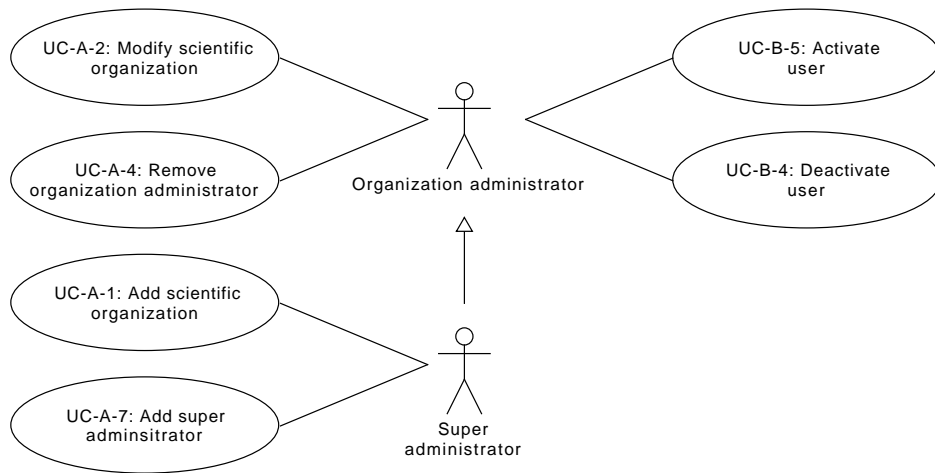 UC-A-2: Modify scientific
organization
UC-B-5: Activate
user
UC-A-4: Remove
organization administrator
Organization administrator
UC-B-4: Deactivate
user
UC-A-1: Add scientific
organization
UC-A-7: Add super
adminsitrator
Super
administrator